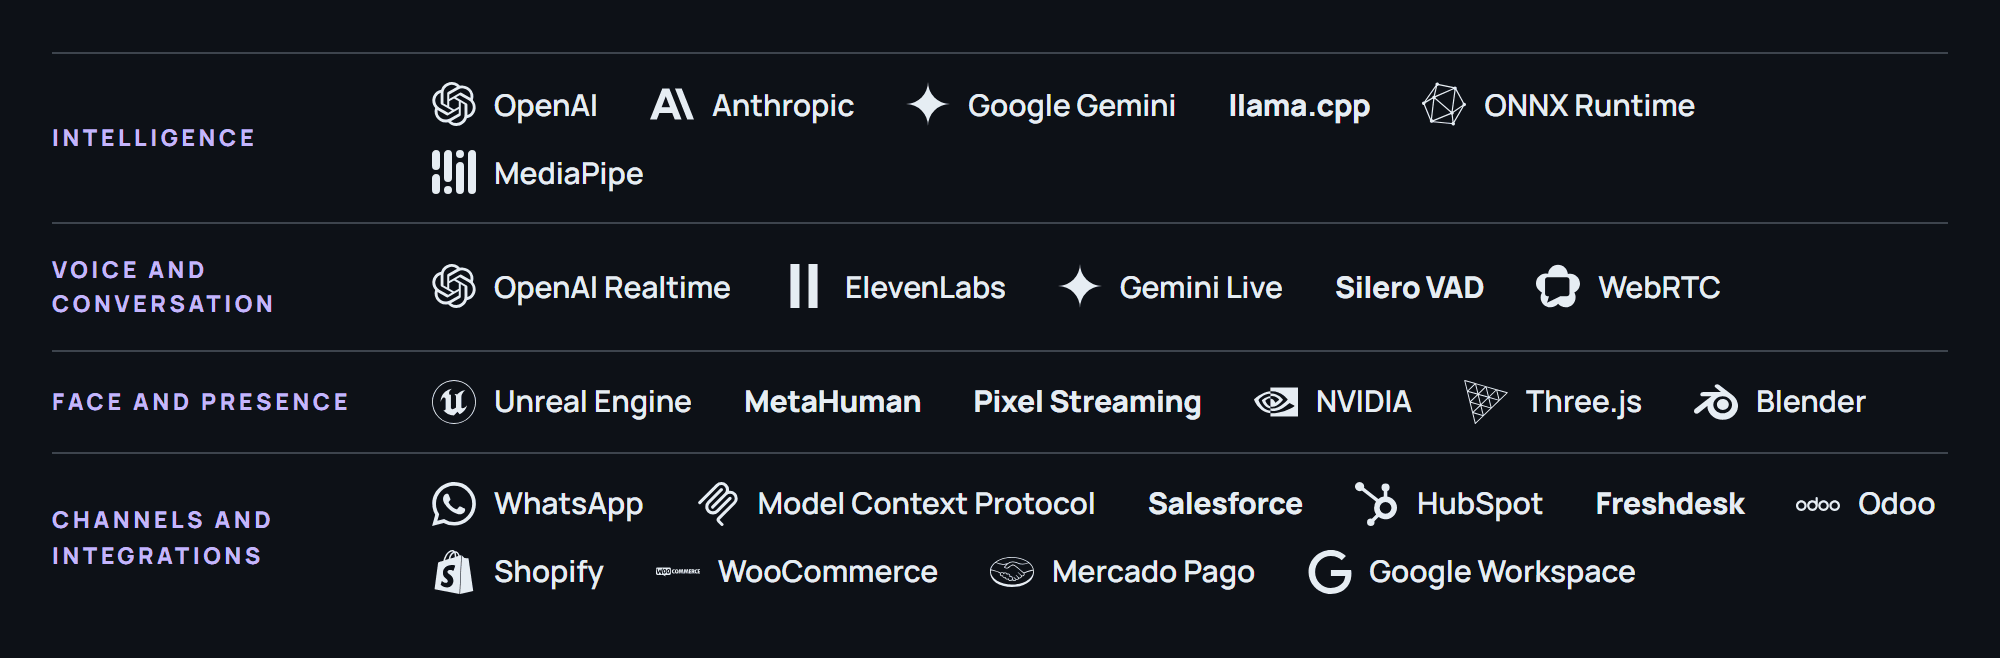 INTELLIGENCE
OpenAI Anthropic Google Gemini llama.cpp ONNX Runtime
MediaPipe
VOICE AND
CONVERSATION
OpenAI Realtime ElevenLabs Gemini Live Silero VAD WebRTC
FACE AND PRESENCE
Unreal Engine MetaHuman Pixel Streaming NVIDIA Three.js Blender
CHANNELS AND
INTEGRATIONS
WhatsApp Model Context Protocol Salesforce HubSpot Freshdesk odoo Odoo
Shopify WOO COMMERCE WooCommerce Mercado Pago Google Workspace